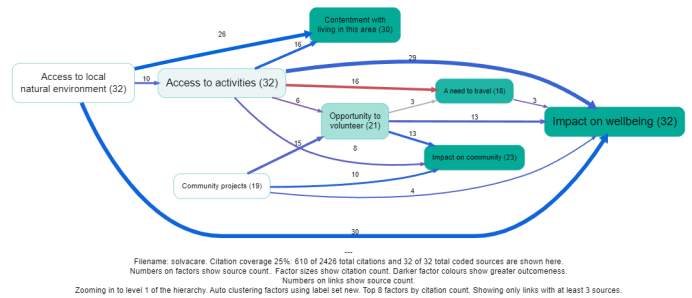 26
Contentment with
living in this area (30)
16
29
Access to local
natural environment (32)
10
Access to activities (32)
16
A need to travel (18)
6
3
3
Opportunity to
volunteer (21)
13
Impact on wellbeing (32)
15
13
8
Impact on community (23)
Community projects (19)
10
4
30
---
Filename: solvacare. Citation coverage 25%: 610 of 2426 total citations and 32 of 32 total coded sources are shown here.
Numbers on factors show source count.. Factor sizes show citation count. Darker factor colours show greater outcomeness.
Numbers on links show source count.
Zooming in to level 1 of the hierarchy. Auto clustering factors using label set new. Top 8 factors by citation count. Showing only links with at least 3 sources.